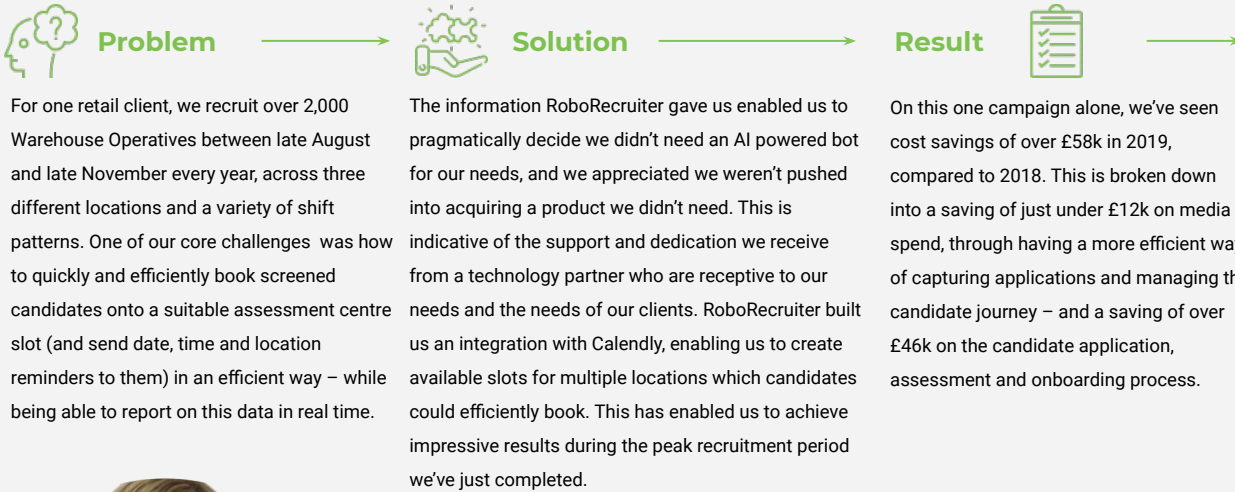 Problem
For one retail client, we recruit over 2,000
Warehouse Operatives between late August
and late November every year, across three
different locations and a variety of shift
patterns. One of our core challenges  was how
to quickly and efficiently book screened
candidates onto a suitable assessment centre
slot (and send date, time and location
reminders to them) in an efficient way – while
being able to report on this data in real time.
Solution
The information RoboRecruiter gave us enabled us to
pragmatically decide we didn’t need an AI powered bot
for our needs, and we appreciated we weren’t pushed
into acquiring a product we didn’t need. This is
indicative of the support and dedication we receive
from a technology partner who are receptive to our
needs and the needs of our clients. RoboRecruiter built
us an integration with Calendly, enabling us to create
available slots for multiple locations which candidates
could efficiently book. This has enabled us to achieve
impressive results during the peak recruitment period
we’ve just completed.
Result
On this one campaign alone, we’ve seen
cost savings of over £58k in 2019,
compared to 2018. This is broken down
into a saving of just under £12k on media
spend, through having a more efficient
of capturing applications and managing
candidate journey – and a saving of over
£46k on the candidate application,
assessment and onboarding process.